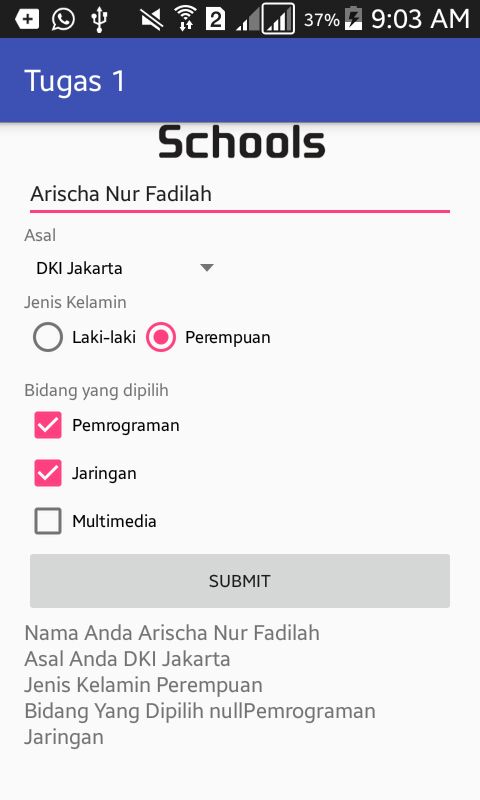 2
37%
9:03 AM
Tugas 1
Schools
Arischa Nur Fadilah
Asal
DKI Jakarta
Jenis Kelamin
Laki-laki Perempuan
Bidang yang dipilih
Pemrograman
Jaringan
Multimedia
SUBMIT
Nama Anda Arischa Nur Fadilah
Asal Anda DKI Jakarta
Jenis Kelamin Perempuan
Bidang Yang Dipilih nullPemrograman
Jaringan